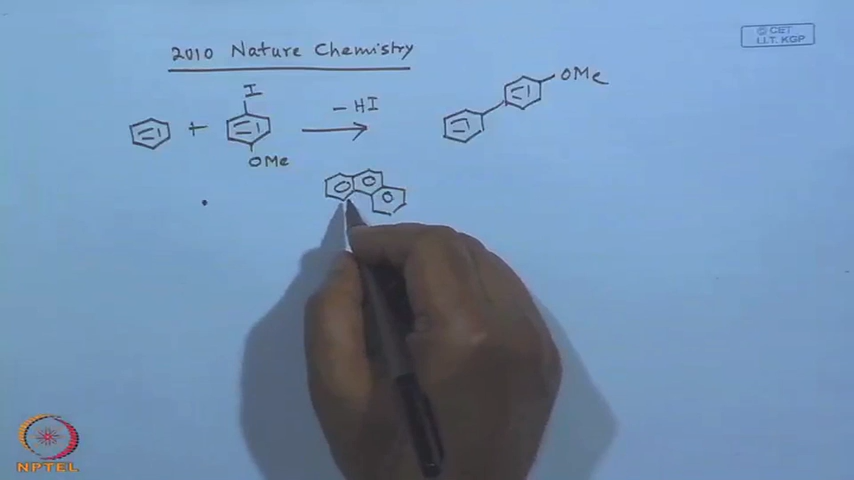 © CET
I.I.T. KGP
2010 Nature Chemistry
I
- HI
OMe
+
OMe
NPTEL